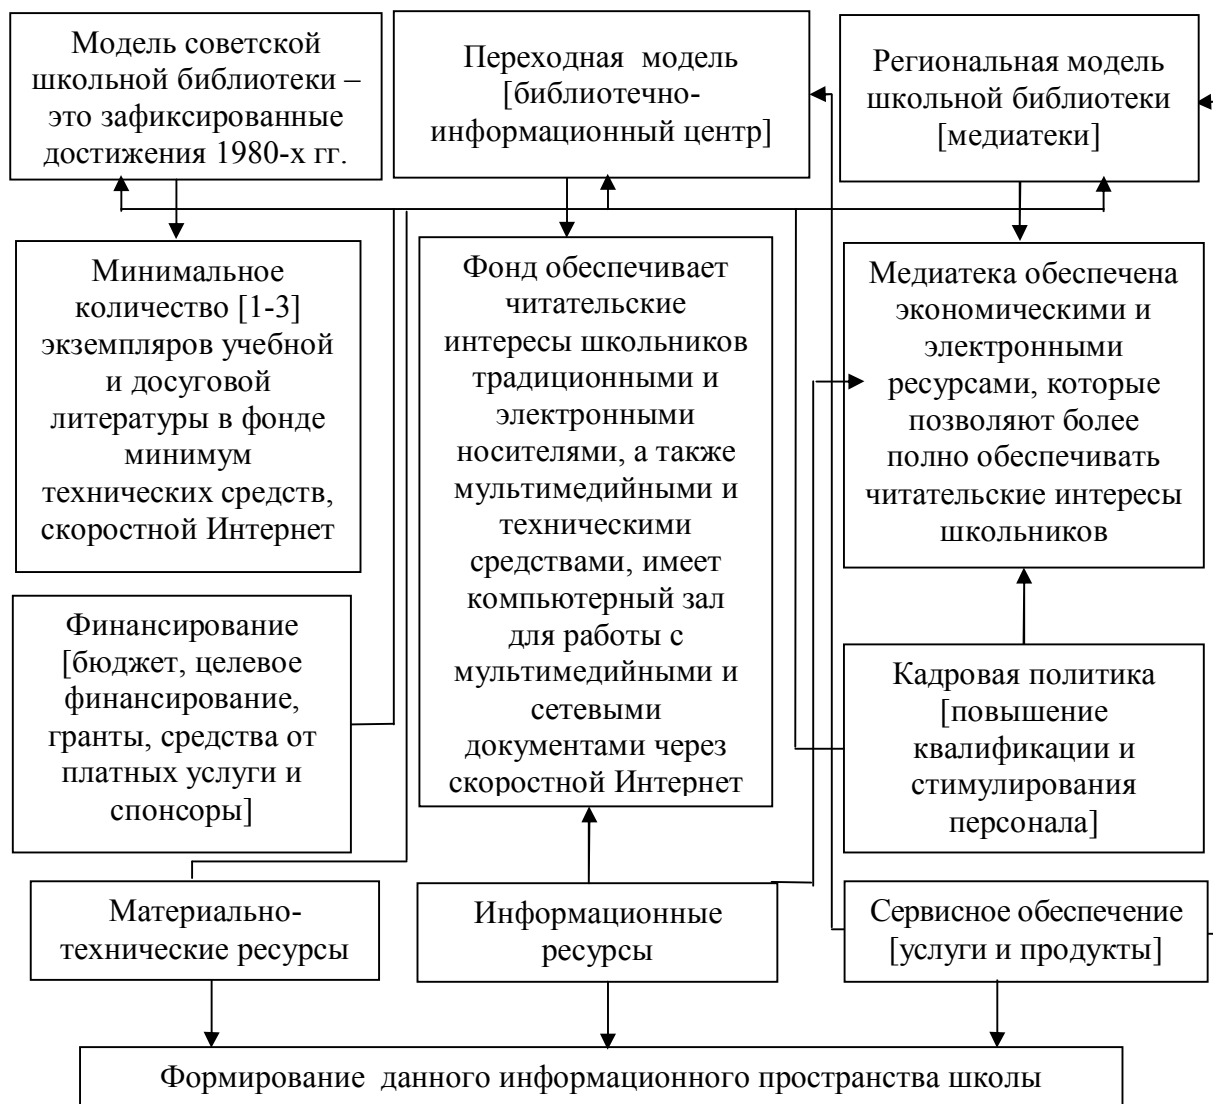 Модель советской
школьной библиотеки –
это зафиксированные
достижения 1980-х гг.
Переходная модель
[библиотечно-
информационный центр]
Региональная модель
школьной библиотеки
[медиатеки]
Минимальное
количество [1-3]
экземпляров учебной
и досуговой
литературы в фонде
минимум
технических средств,
скоростной Интернет
Фонд обеспечивает
читательские
интересы школьников
традиционными и
электронными
носителями, а также
мультимедийными и
техническими
средствами, имеет
компьютерный зал
для работы с
мультимедийными и
сетевыми
документами через
скоростной Интернет
Медиатека обеспечена
экономическими и
электронными
ресурсами, которые
позволяют более
полно обеспечивать
читательские интересы
школьников
Финансирование
[бюджет, целевое
финансирование,
гранты, средства от
платных услуги и
спонсоры]
Кадровая политика
[повышение
квалификации и
стимулирования
персонала]
Материально-
технические ресурсы
Информационные
ресурсы
Сервисное обеспечение
[услуги и продукты]
Формирование данного информационного пространства школы